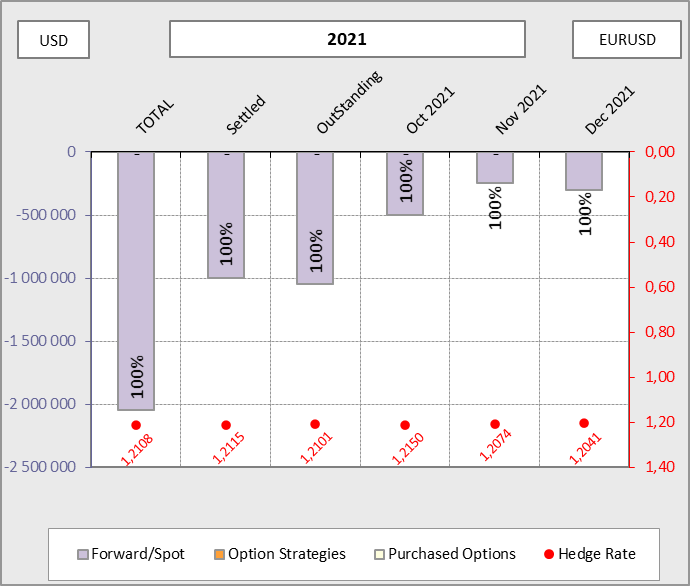 USD
2021
EURUSD
TOTAL
Settled
OutStanding
Oct 2021
Nov 2021
Dec 2021
0
-500 000
-1 000 000
-1 500 000
-2 000 000
-2 500 000
-
-
-
-
-
-
100%
100%
100%
100%
100%
100%
0,00
0,20
0,40
0,60
0,80
1,00
1,20
1,40
1,2108
1,2115
1,2101
1,2150
1,2074
1,2041
Forward/Spot
Option Strategies
Purchased Options
Hedge Rate